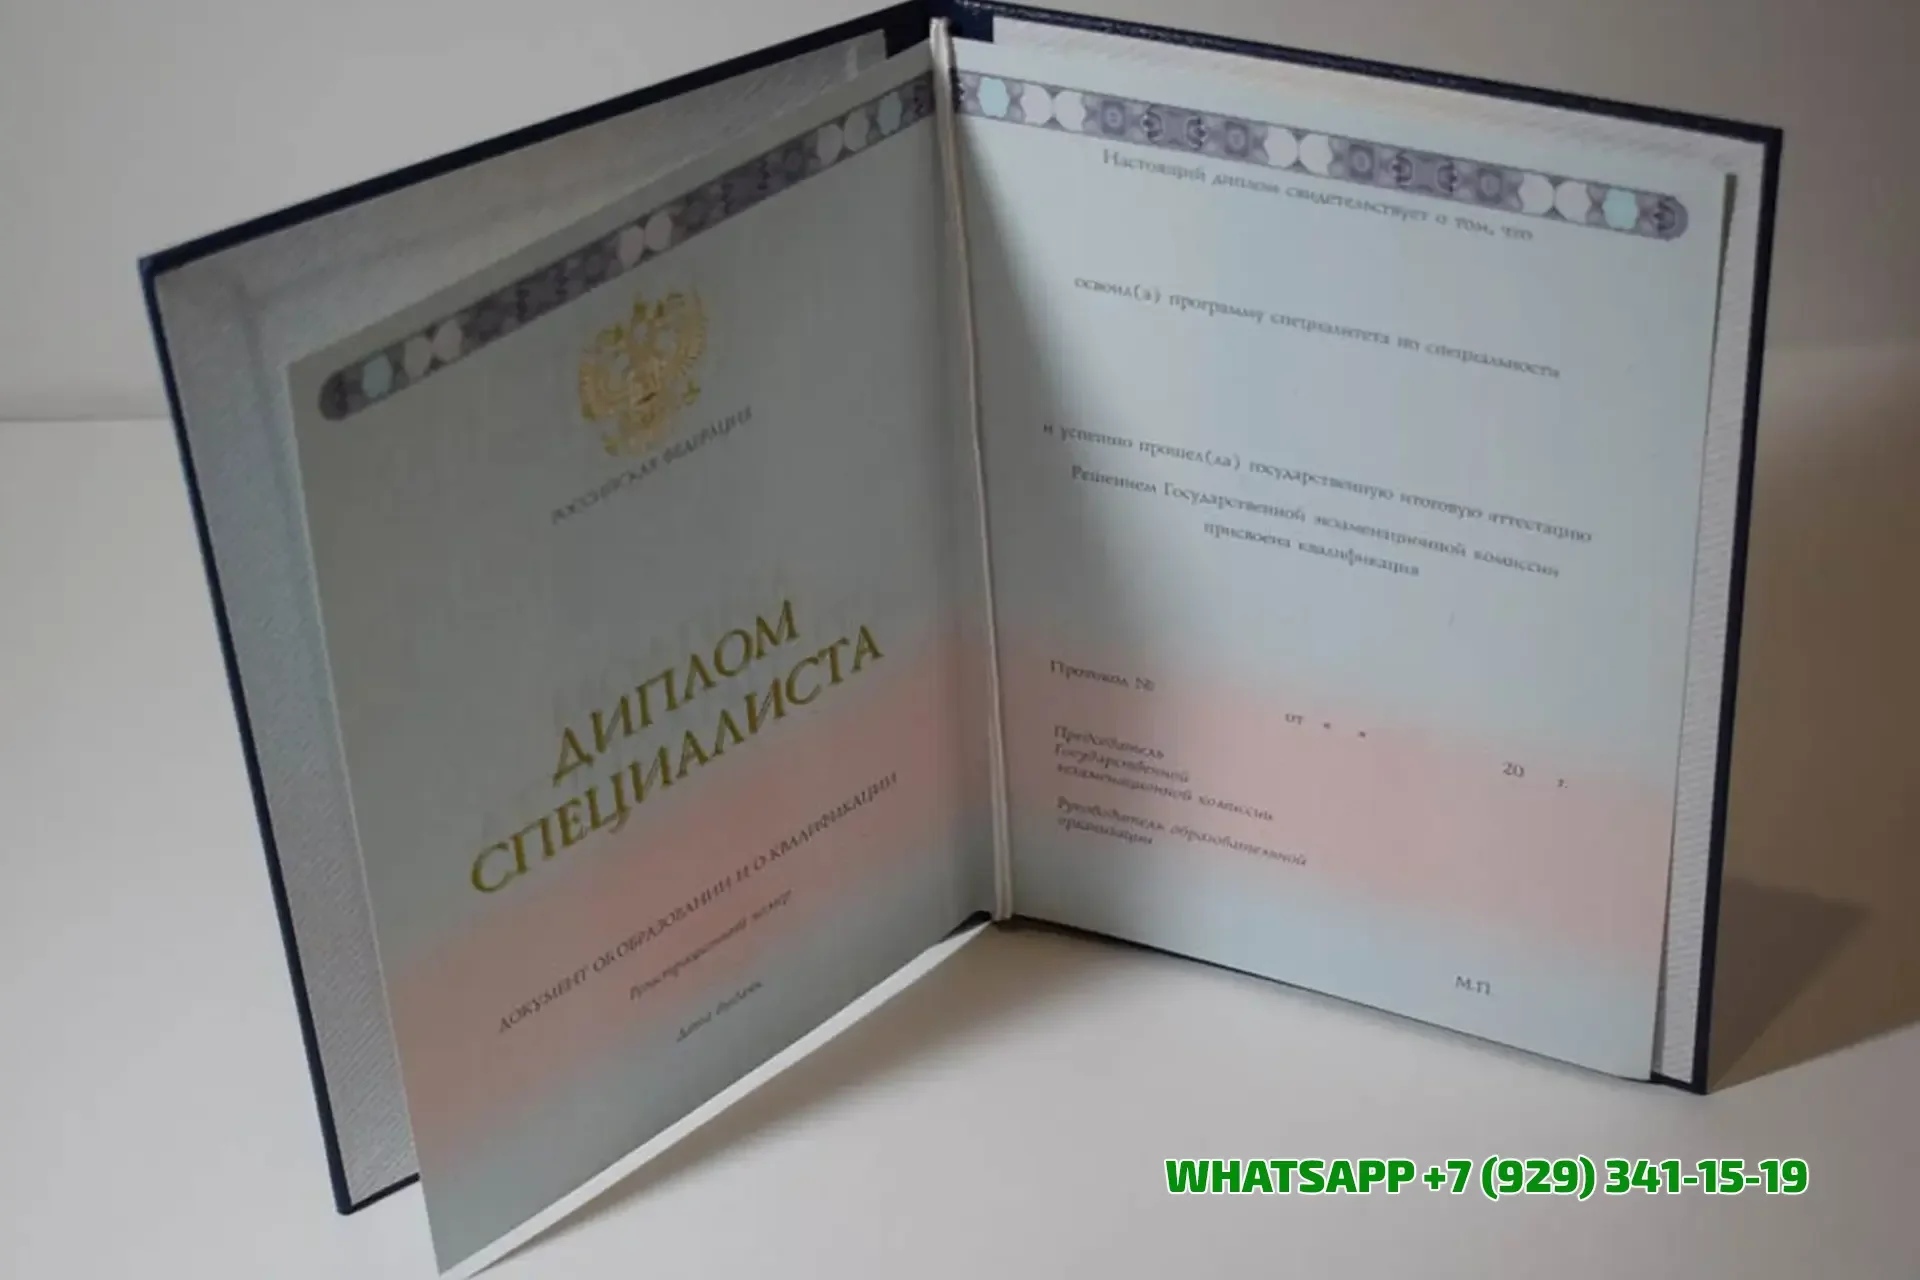 РОССИЙСКАЯ ФЕДЕРАЦИЯ
ДИПЛОМ
СПЕЦИАЛИСТА
ДОКУМЕНТ ОБ ОБРАЗОВАНИИ И О КВАЛИФИКАЦИИ
Регистрационный номер
Дата выдачи
Настоящий диплом свидетельствует о том, что
освоил(а) программу специалитета по специальности
и успешно прошел(ла) государственную итоговую аттестацию
Решением Государственной экзаменационной комиссии
присвоена квалификация
Протокол №
от « »
20 г.
Председатель
Государственной
экзаменационной комиссии
Руководитель образовательной
организации
М.П.
WHATSAPP +7 (929) 341-15-19